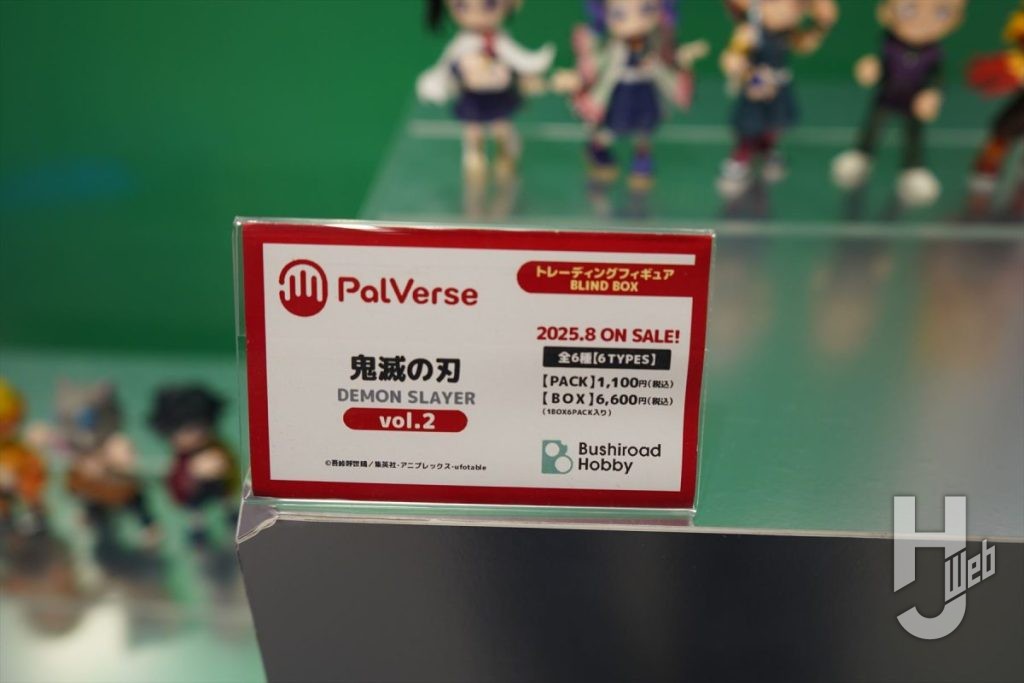 PalVerse
トレーディングフィギュア
BLIND BOX
鬼滅の刃
DEMON SLAYER
vol.2
2025.8 ON SALE!
全6種【6 TYPES】
【PACK】1,100円(税込)
【BOX】6,600円(税込)
(1BOX6PACK入り)
©吾峠呼世晴/集英社・アニプレックス・ufotable
Bushiroad
Hobby
HJ Web